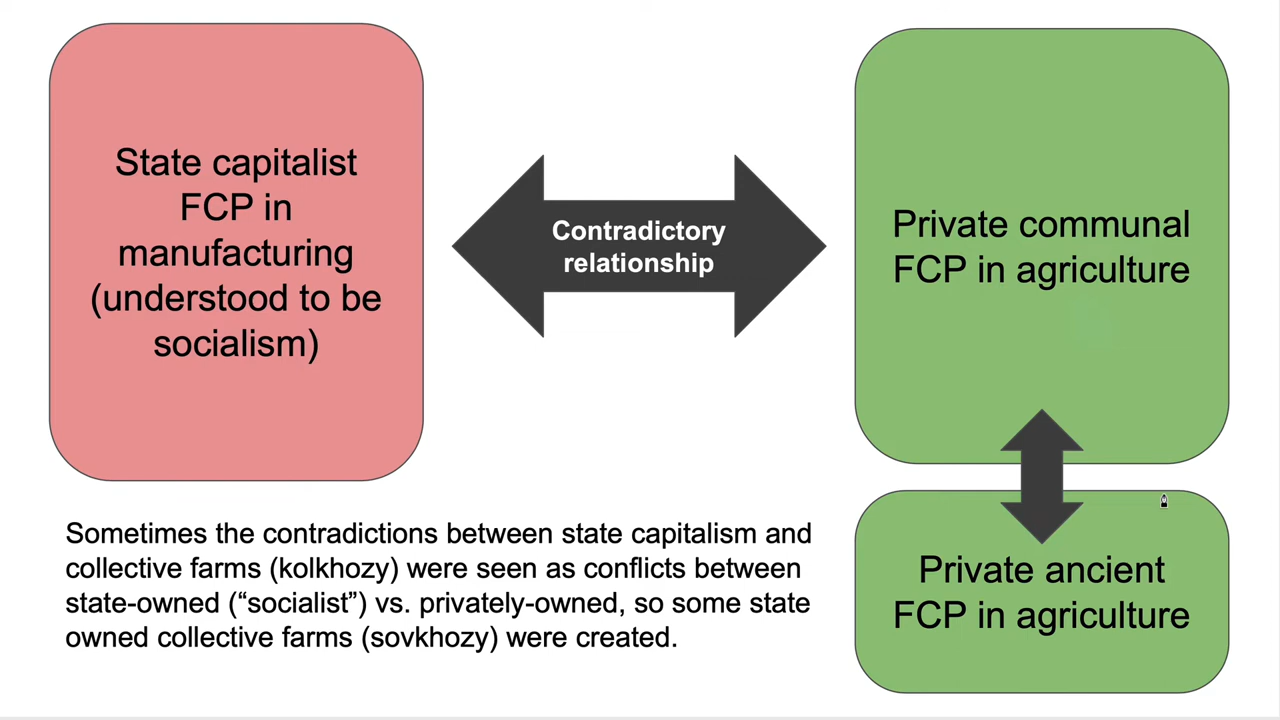 State capitalist
FCP in
manufacturing
(understood to be
socialism)
Contradictory
relationship
Private communal
FCP in agriculture
Sometimes the contradictions between state capitalism and
collective farms (kolkhozy) were seen as conflicts between
state-owned (“socialist”) vs. privately-owned, so some state
owned collective farms (sovkhozy) were created.
Private ancient
FCP in agriculture